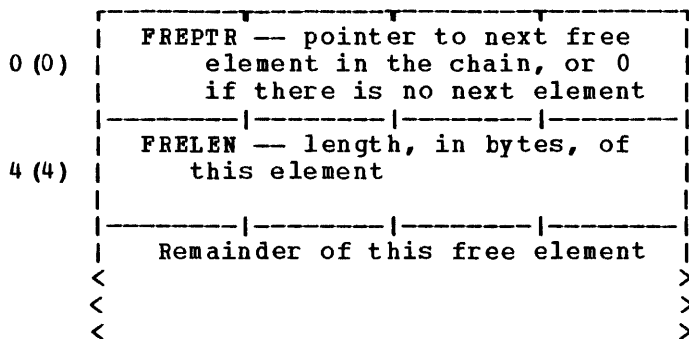 FREPTR -- pointer to next free
0 (0) element in the chain, or 0
if there is no next element
FRELEN -- length, in bytes, of
4 (4) this element
Remainder of this free element